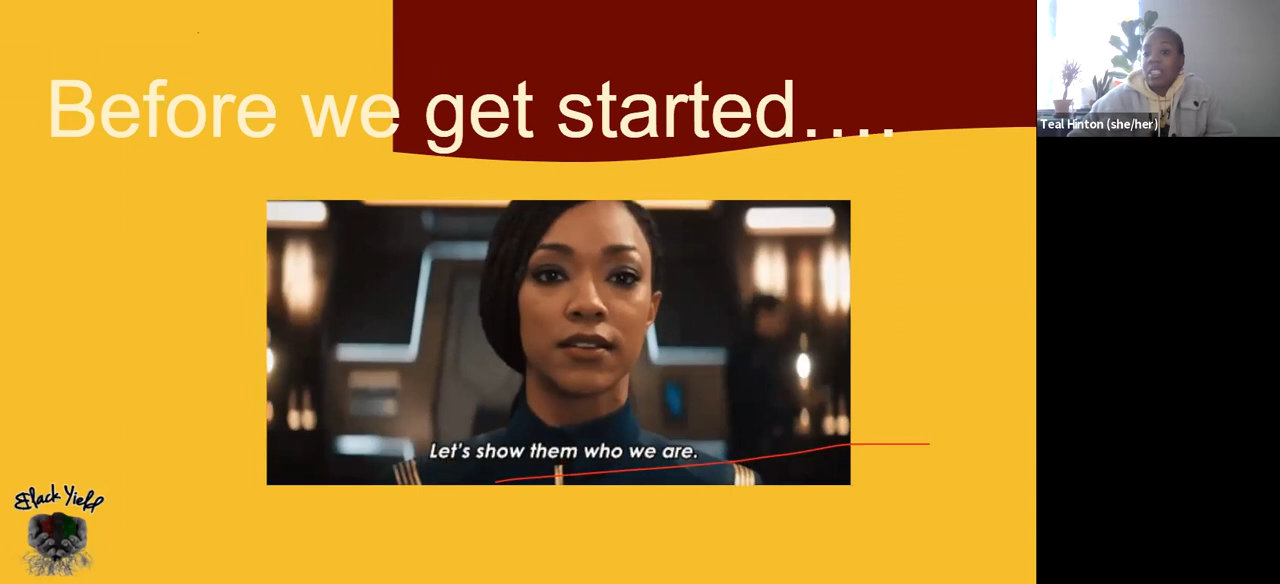 Before we get started....
Teal Hinton (she/her)
Let's show them who we are.
Black Yield